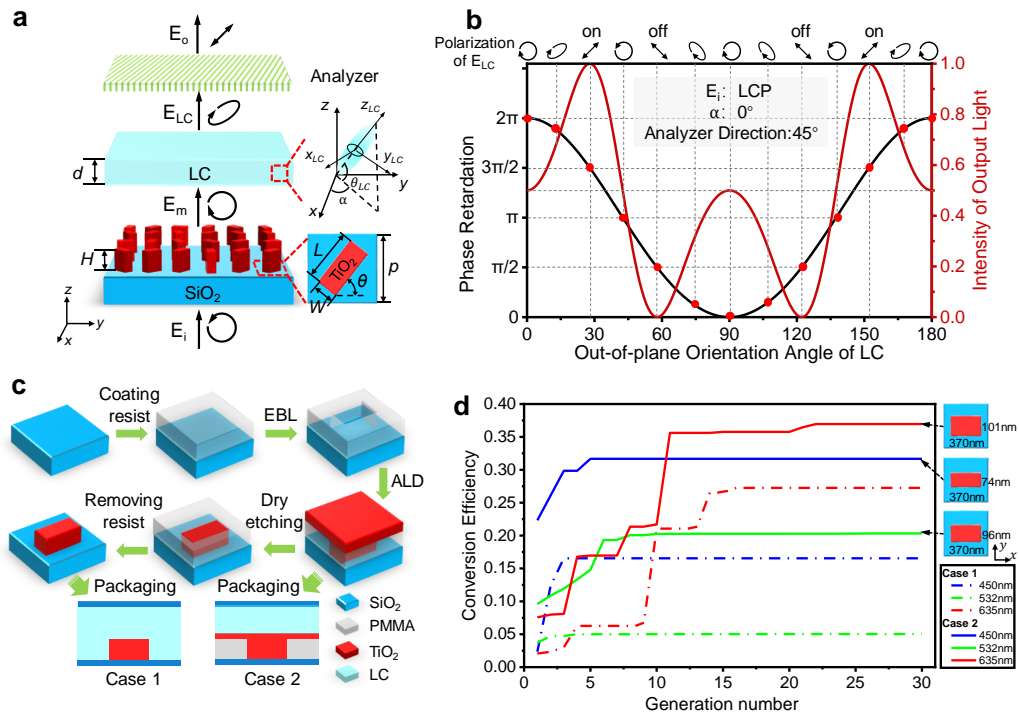 a
E_o
Analyzer
E_LC
z
z_LC
x_LC
y_LC
θ_LC
α
x
y
d
LC
E_m
H
L
TiO₂
W
θ
p
SiO₂
z
y
x
E_i
b
on
off
off
on
Polarization
of E_LC
E_i: LCP
α: 0°
Analyzer Direction:45°
Phase Retardation
2π
3π/2
π
π/2
0
0
30
60
90
120
150
180
Out-of-plane Orientation Angle of LC
1.0
0.8
0.6
0.4
0.2
0.0
Intensity of Output Light
c
Coating
resist
EBL
ALD
Removing
resist
Dry
etching
Packaging
Packaging
Case 1
Case 2
SiO₂
PMMA
TiO₂
LC
d
Conversion Efficiency
0.40
0.35
0.30
0.25
0.20
0.15
0.10
0.05
0.00
0
5
10
15
20
25
30
Generation number
101nm
370nm
74nm
370nm
96nm
370nm
y
x
Case 1
450nm
532nm
635nm
Case 2
450nm
532nm
635nm